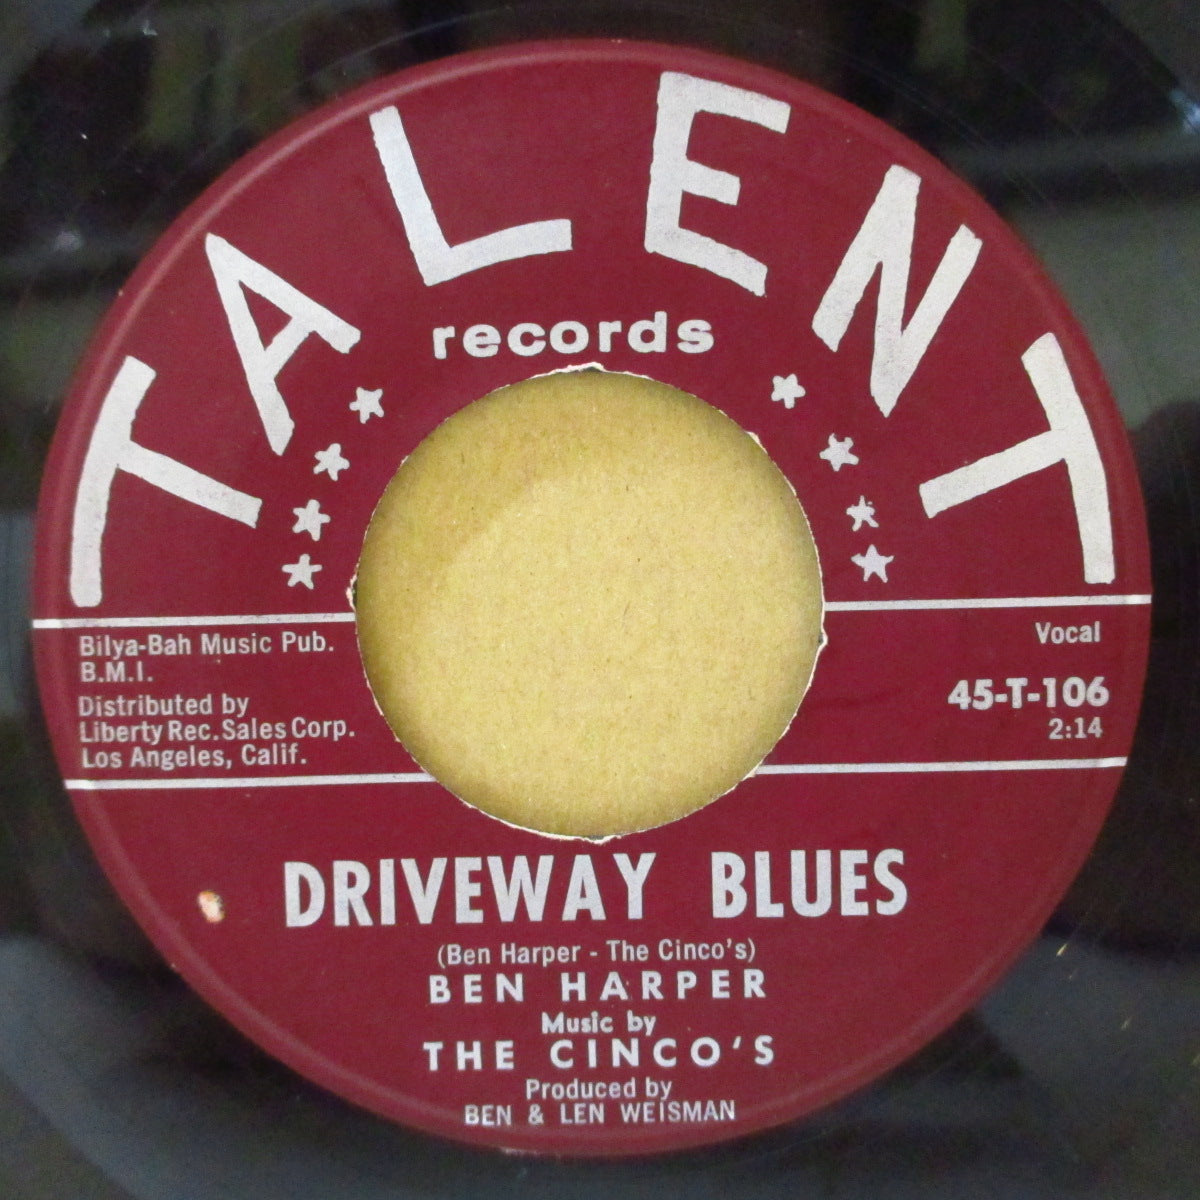 TALENT
records
Bilya-Bah Music Pub.
B.M.I.
Distributed by
Liberty Rec. Sales Corp.
Los Angeles, Calif.
Vocal
45-T-106
2:14
DRIVEWAY BLUES
(Ben Harper - The Cinco's)
BEN HARPER
Music by
THE CINCO'S
Produced by
BEN & LEN WEISMAN